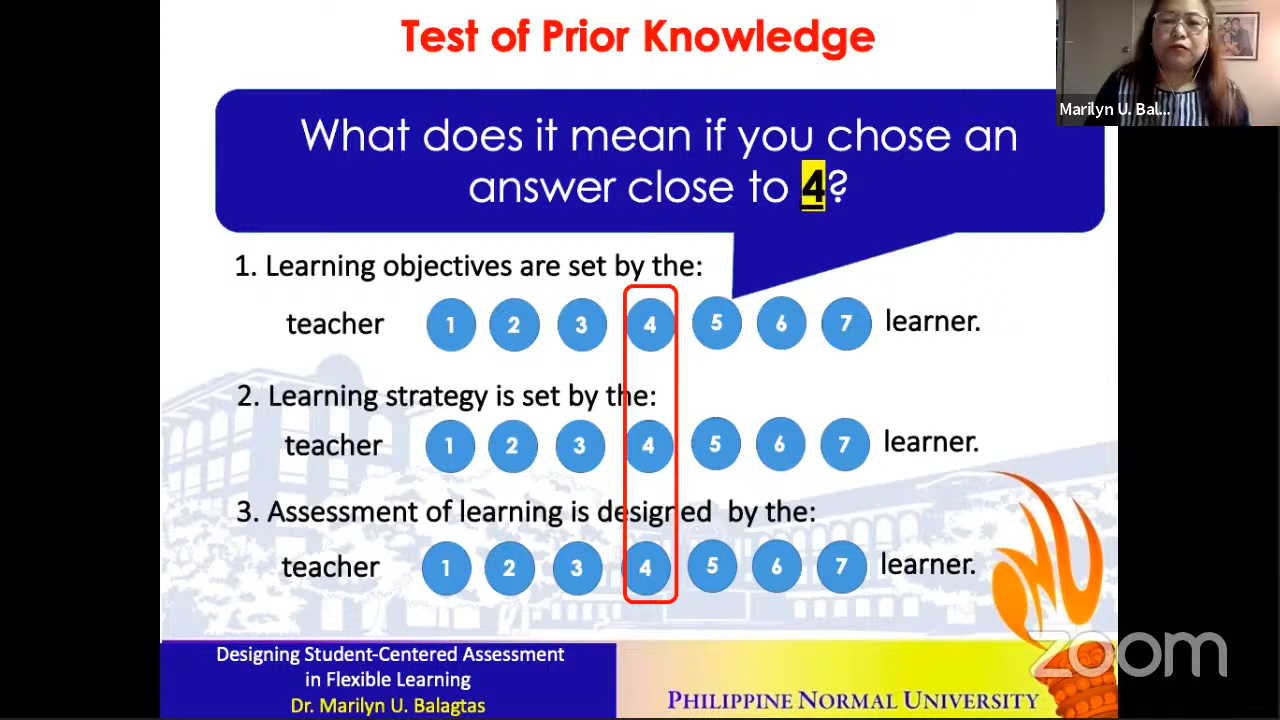 Test of Prior Knowledge
Marilyn U. Bal...
What does it mean if you chose an
answer close to 4?
1. Learning objectives are set by the:
teacher 1 2 3 4 5 6 7 learner.
2. Learning strategy is set by the:
teacher 1 2 3 4 5 6 7 learner.
3. Assessment of learning is designed by the:
teacher 1 2 3 4 5 6 7 learner.
Designing Student-Centered Assessment
in Flexible Learning
Dr. Marilyn U. Balagtas
PHILIPPINE NORMAL UNIVERSITY
zoom